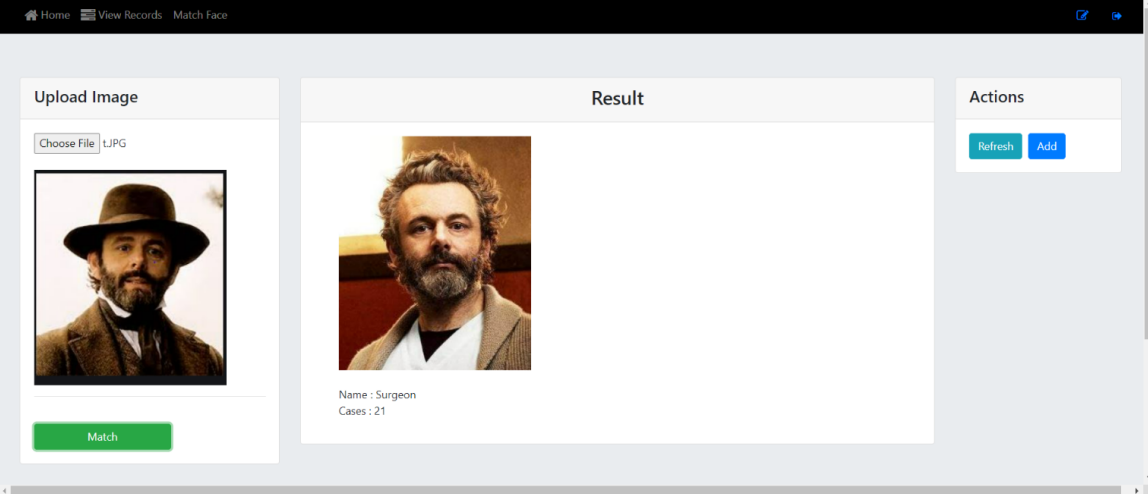 Home View Records Match Face
Upload Image
Choose File t.JPG
Match
Result
Name : Surgeon
Cases : 21
Actions
Refresh Add